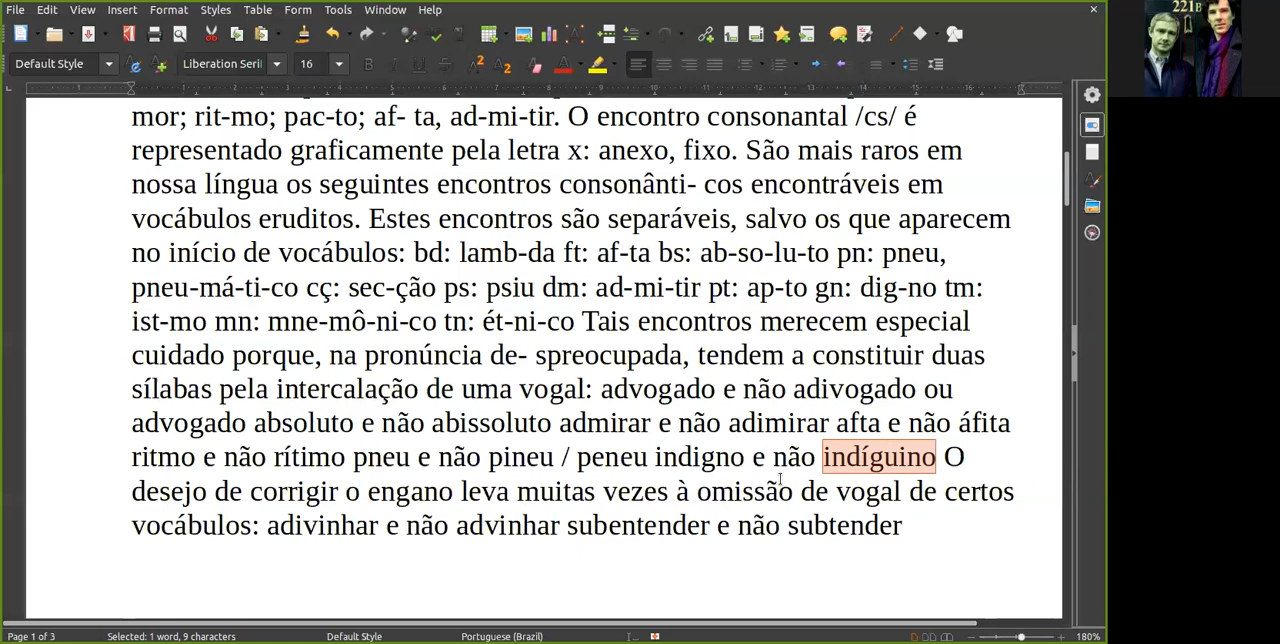 File Edit View Insert Format Styles Table Form Tools Window Help
Default Style Liberation Seri 16
mor; rit-mo; pac-to; af- ta, ad-mi-tir. O encontro consonantal /cs/ é
representado graficamente pela letra x: anexo, fixo. São mais raros em
nossa língua os seguintes encontros consonânti- cos encontráveis em
vocábulos eruditos. Estes encontros são separáveis, salvo os que aparecem
no início de vocábulos: bd: lamb-da ft: af-ta bs: ab-so-lu-to pn: pneu,
pneu-má-ti-co cç: sec-ção ps: psiu dm: ad-mi-tir pt: ap-to gn: dig-no tm:
ist-mo mn: mne-mô-ni-co tn: ét-ni-co Tais encontros merecem especial
cuidado porque, na pronúncia de- spreocupada, tendem a constituir duas
sílabas pela intercalação de uma vogal: advogado e não adivogado ou
advogado absoluto e não abissoluto admirar e não adimirar afta e não áfita
ritmo e não rítimo pneu e não pineu / peneu indigno e não indíguino O
desejo de corrigir o engano leva muitas vezes à omissão de vogal de certos
vocábulos: adivinhar e não advinhar subentender e não subtender
Page 1 of 3 Selected: 1 word, 9 characters Default Style Portuguese (Brazil) 180%
221B